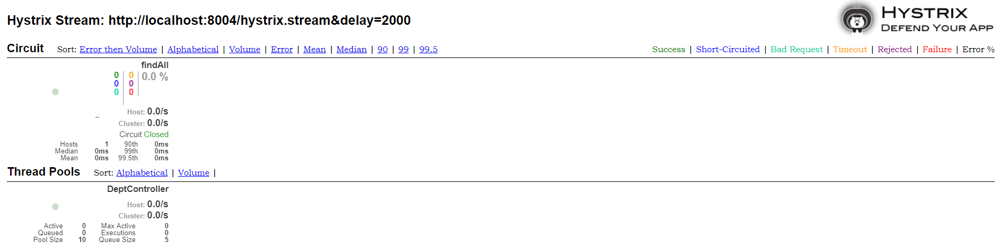 Hystrix Stream: http://localhost:8004/hystrix.stream&delay=2000
HYSTRIX
DEFEND YOUR APP
Circuit Sort: Error then Volume | Alphabetical | Volume | Error | Mean | Median | 90 | 99 | 99.5
Success | Short-Circuited | Bad Request | Timeout | Rejected | Failure | Error %
findAll
0 0 0.0 %
0 0
0 0
Host: 0.0/s
Cluster: 0.0/s
Circuit Closed
Hosts 1 90th 0ms
Median 0ms 99th 0ms
Mean 0ms 99.5th 0ms
Thread Pools Sort: Alphabetical | Volume |
DeptController
Host: 0.0/s
Cluster: 0.0/s
Active 0 Max Active 0
Queued 0 Executions 0
Pool Size 10 Queue Size 5